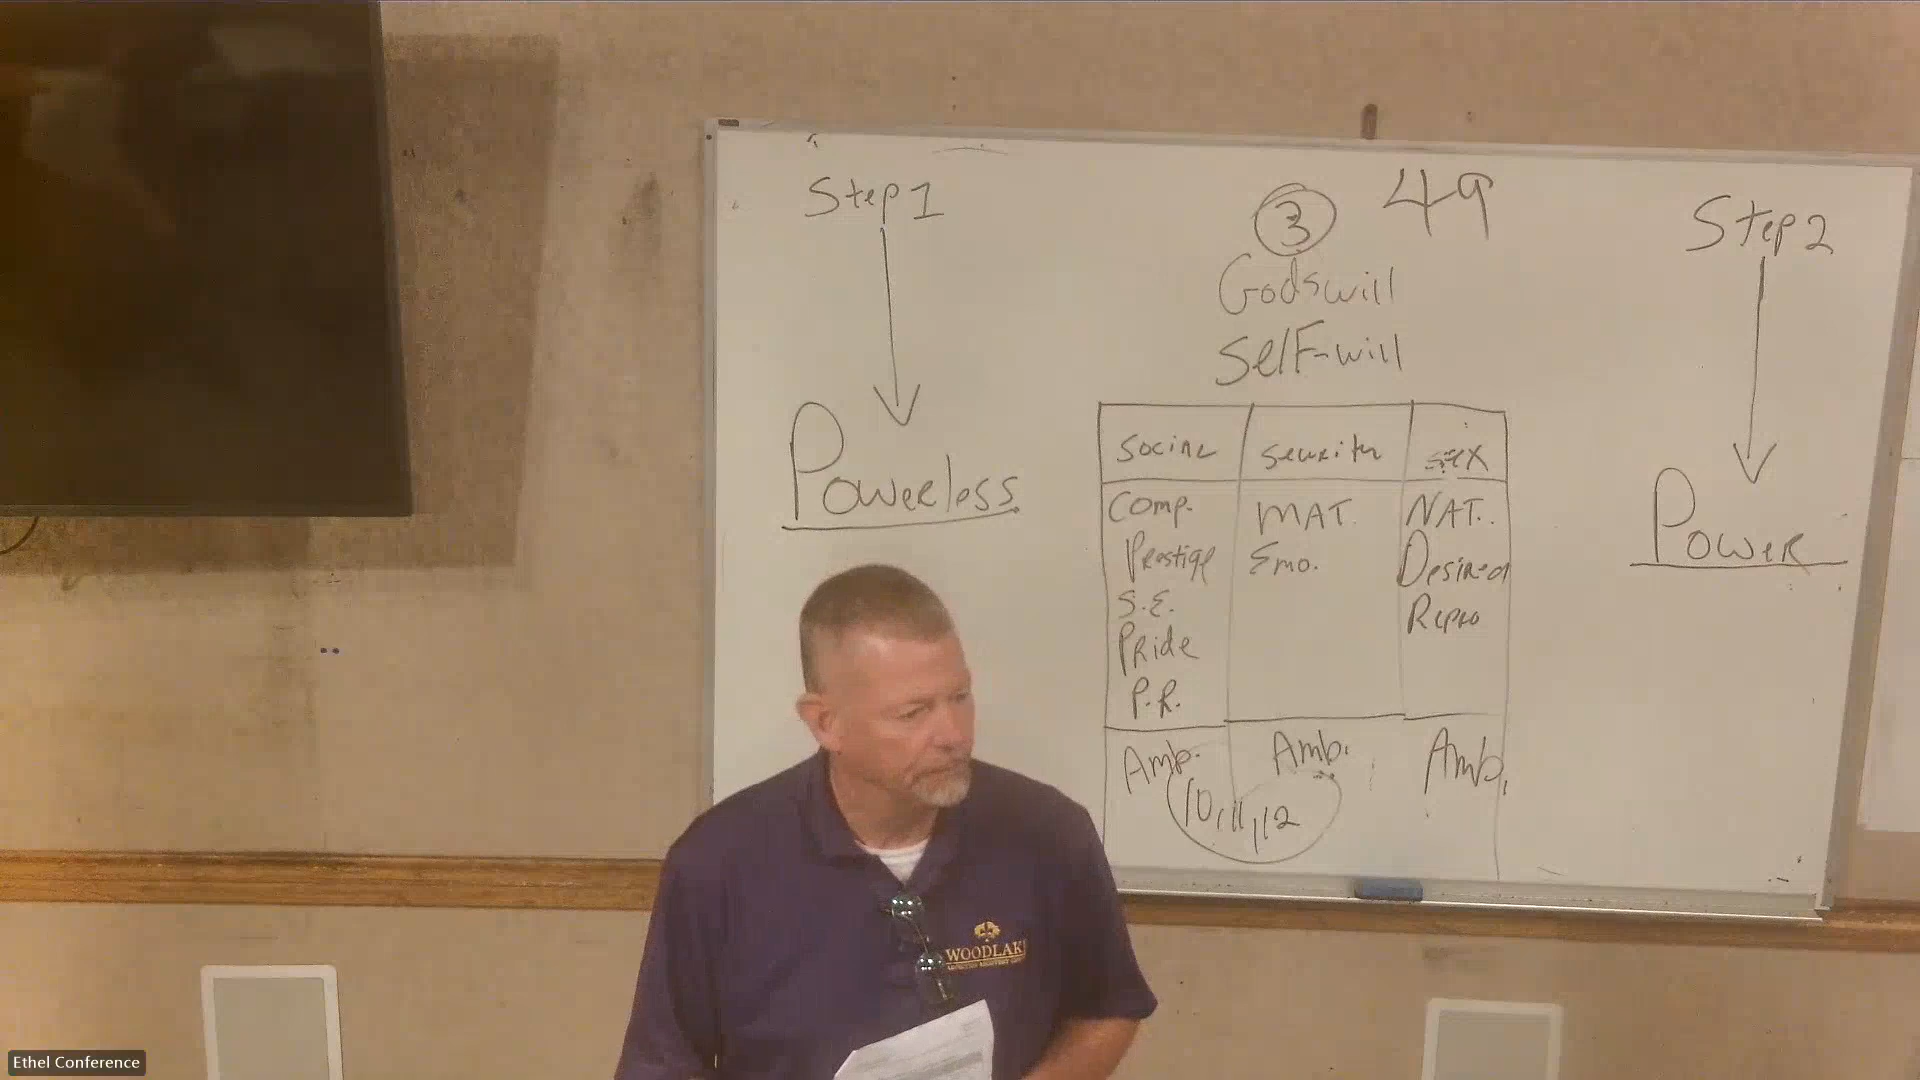 Step 1
Powerless
3 49
Godswill
Self-will
Social Security Sex
Comp. MAT. NAT.
Prestige Emo. Desired
S.E. Repro
Pride
P.R.
Amb. Amb. Amb.
10, 11, 12
Step 2
Power
WOODLAKE
Ethel Conference